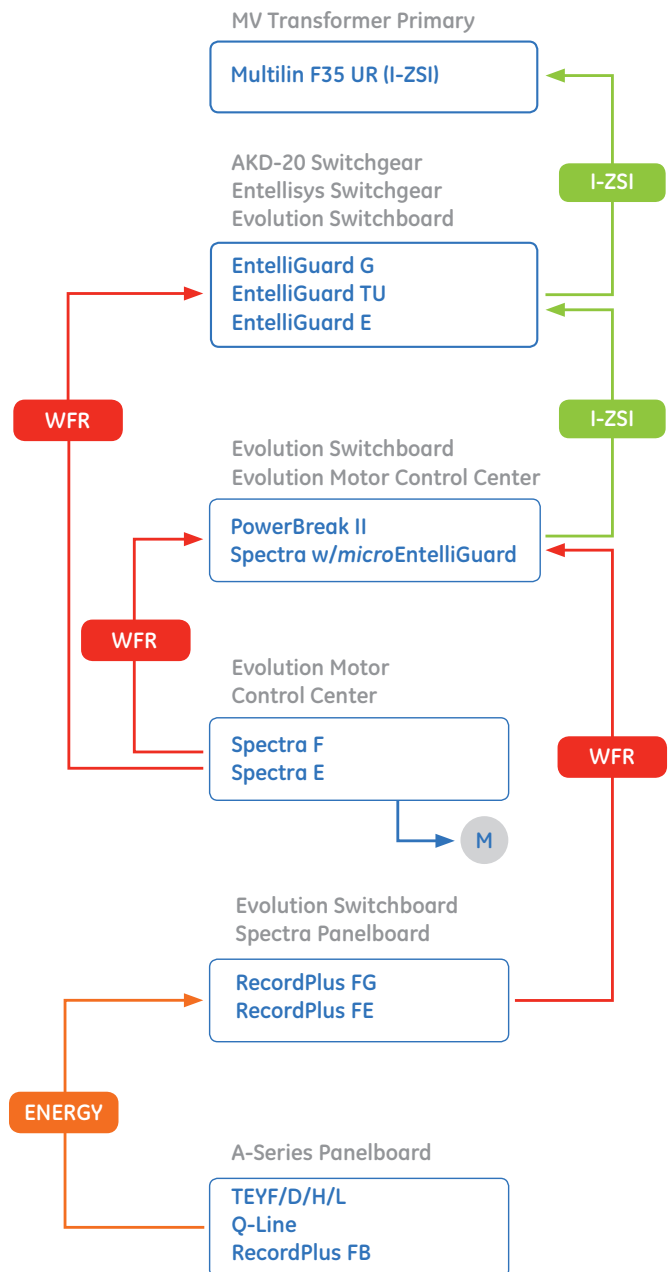 MV Transformer Primary
Multilin F35 UR (I-ZSI)
I-ZSI
AKD-20 Switchgear
Entellisys Switchgear
Evolution Switchboard
EntelliGuard G
EntelliGuard TU
EntelliGuard E
WFR
I-ZSI
Evolution Switchboard
Evolution Motor Control Center
PowerBreak II
Spectra w/microEntelliGuard
WFR
Evolution Motor
Control Center
Spectra F
Spectra E
WFR
M
Evolution Switchboard
Spectra Panelboard
RecordPlus FG
RecordPlus FE
ENERGY
A-Series Panelboard
TEYF/D/H/L
Q-Line
RecordPlus FB